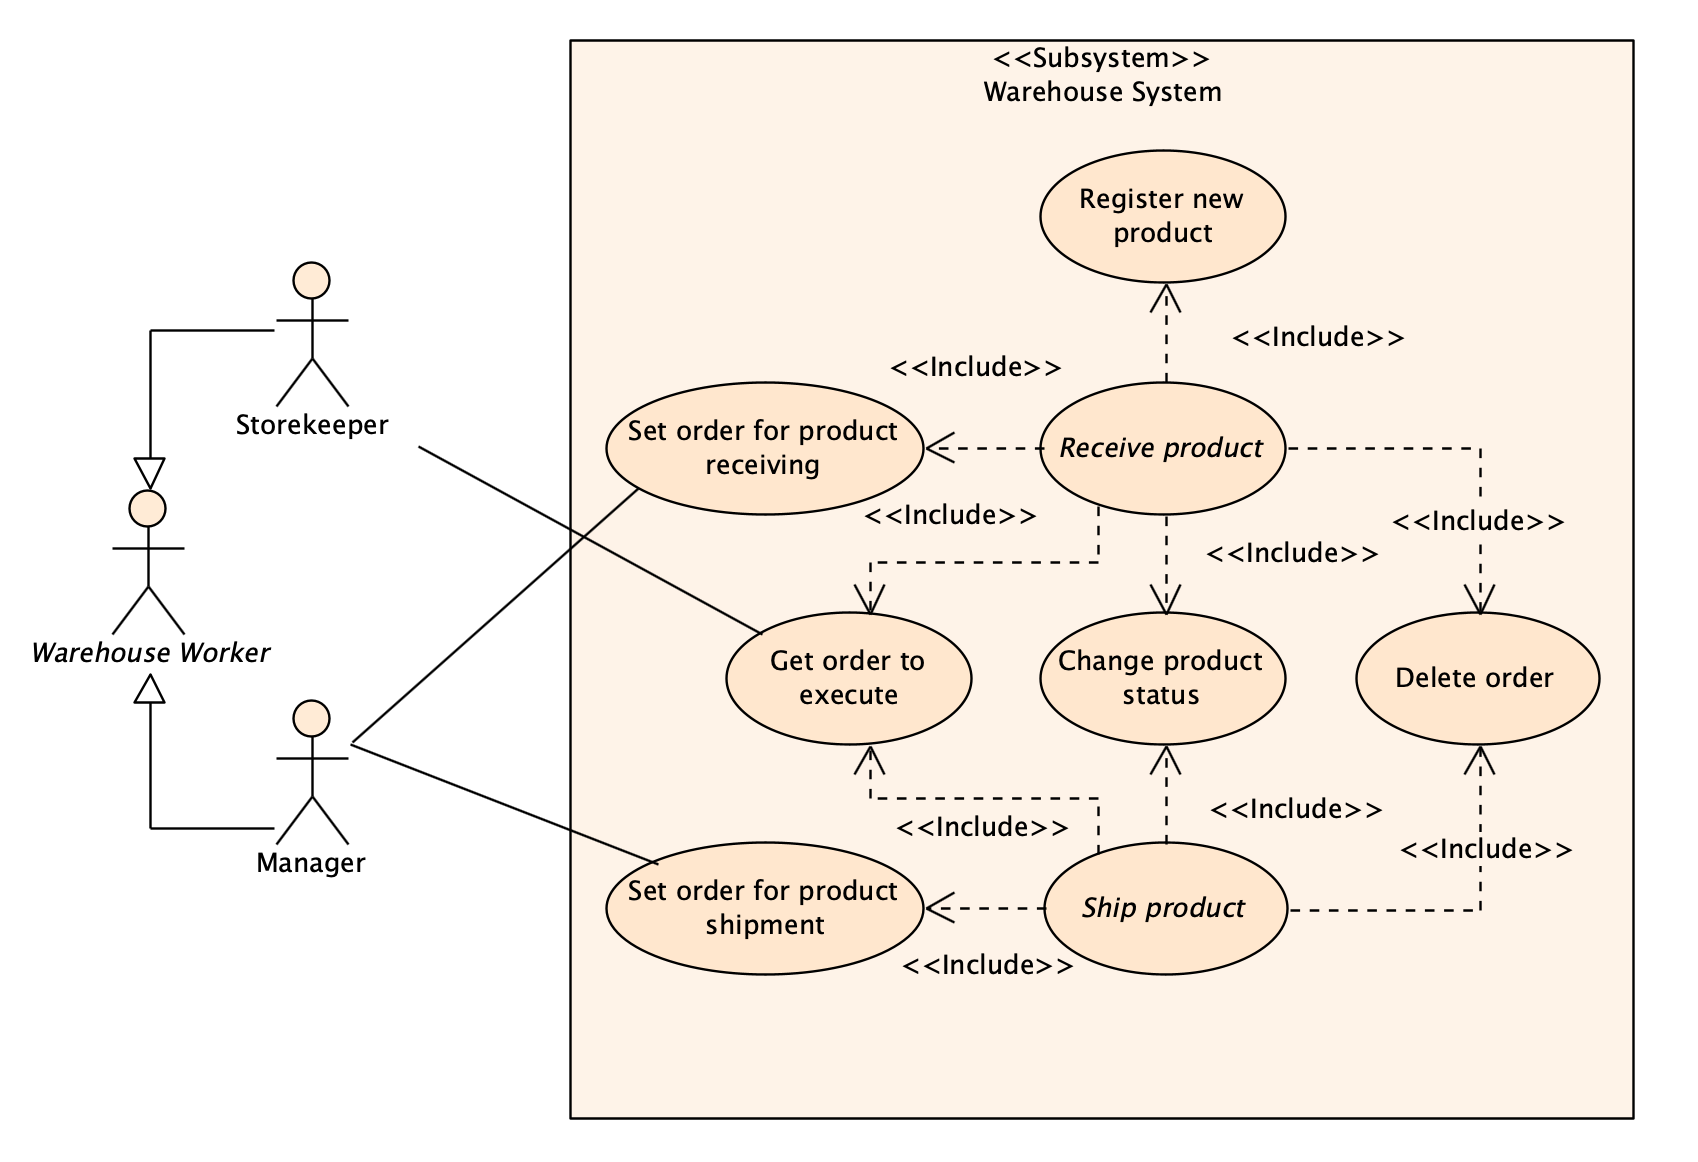 <<Subsystem>>
Warehouse System
Register new
product
<<Include>>
<<Include>>
Storekeeper
Set order for product
receiving
Receive product
<<Include>>
<<Include>>
<<Include>>
Warehouse Worker
Get order to
execute
Change product
status
Delete order
<<Include>>
<<Include>>
<<Include>>
Manager
Set order for product
shipment
Ship product
<<Include>>